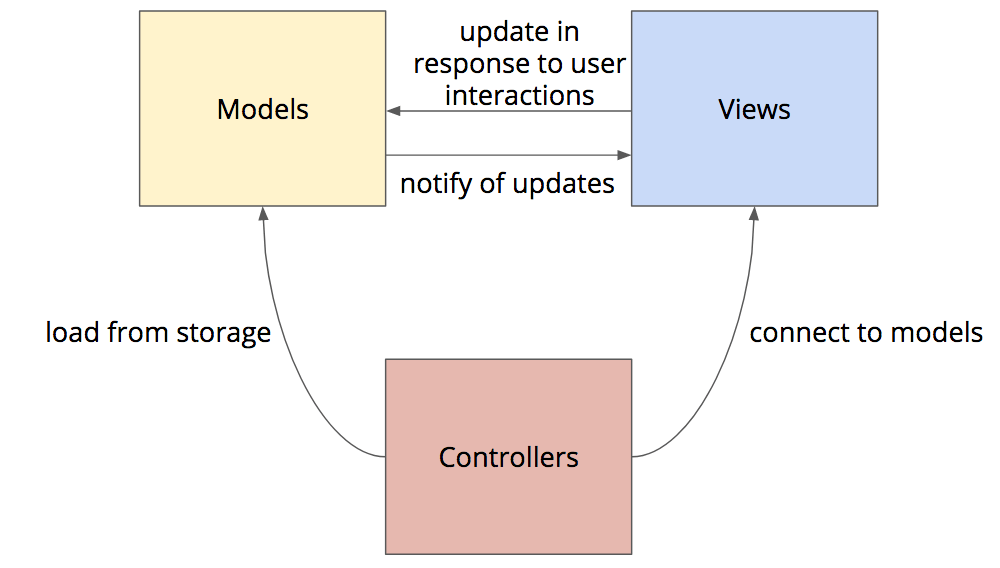 update in
response to user
interactions
Models
Views
notify of updates
load from storage
connect to models
Controllers